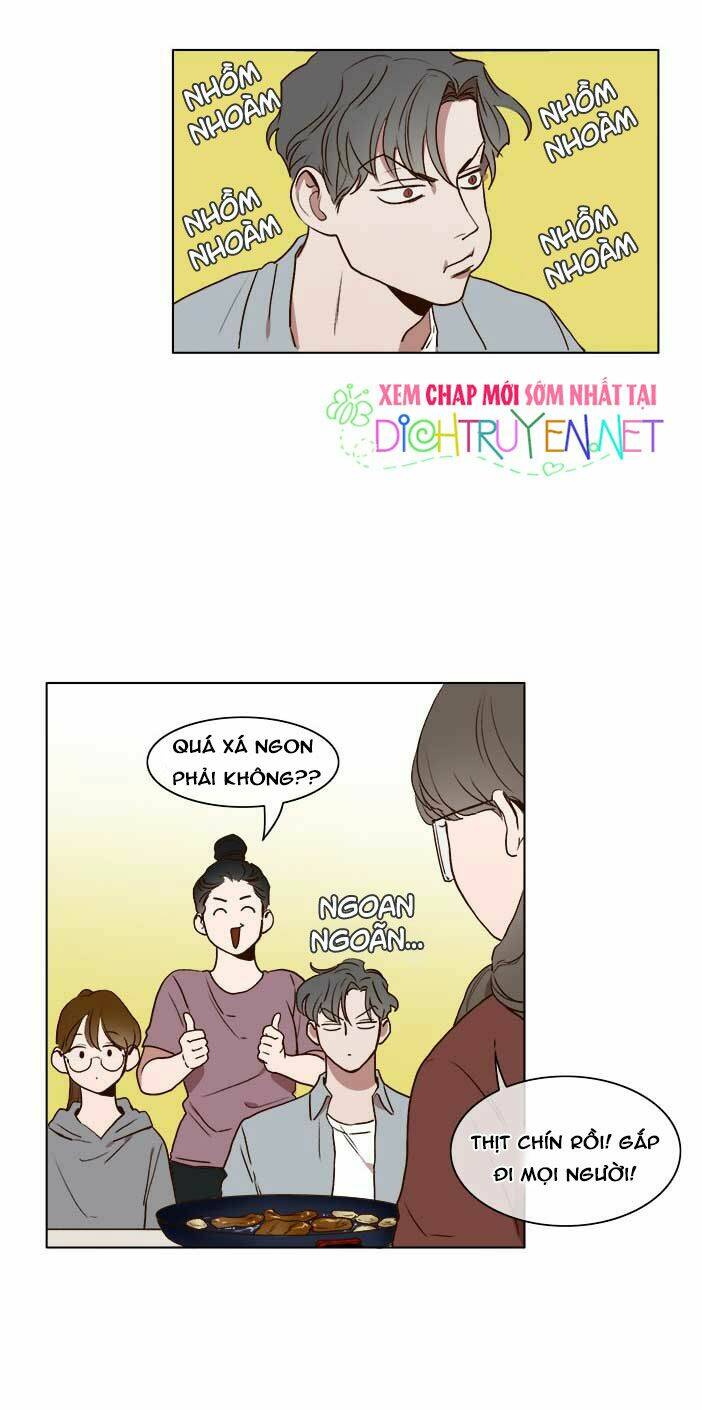 NHỒM
NHOÀM
NHỒM
NHOÀM
NHỒM
NHOÀM
NHỒM
NHOÀM
XEM CHAP MỚI SỚM NHẤT TẠI
DICHTRUYEN.NET
QUÁ XÁ NGON
PHẢI KHÔNG??
NGOAN
NGOÃN...
THỊT CHÍN RỒI! GẮP
ĐI MỌI NGƯỜI!